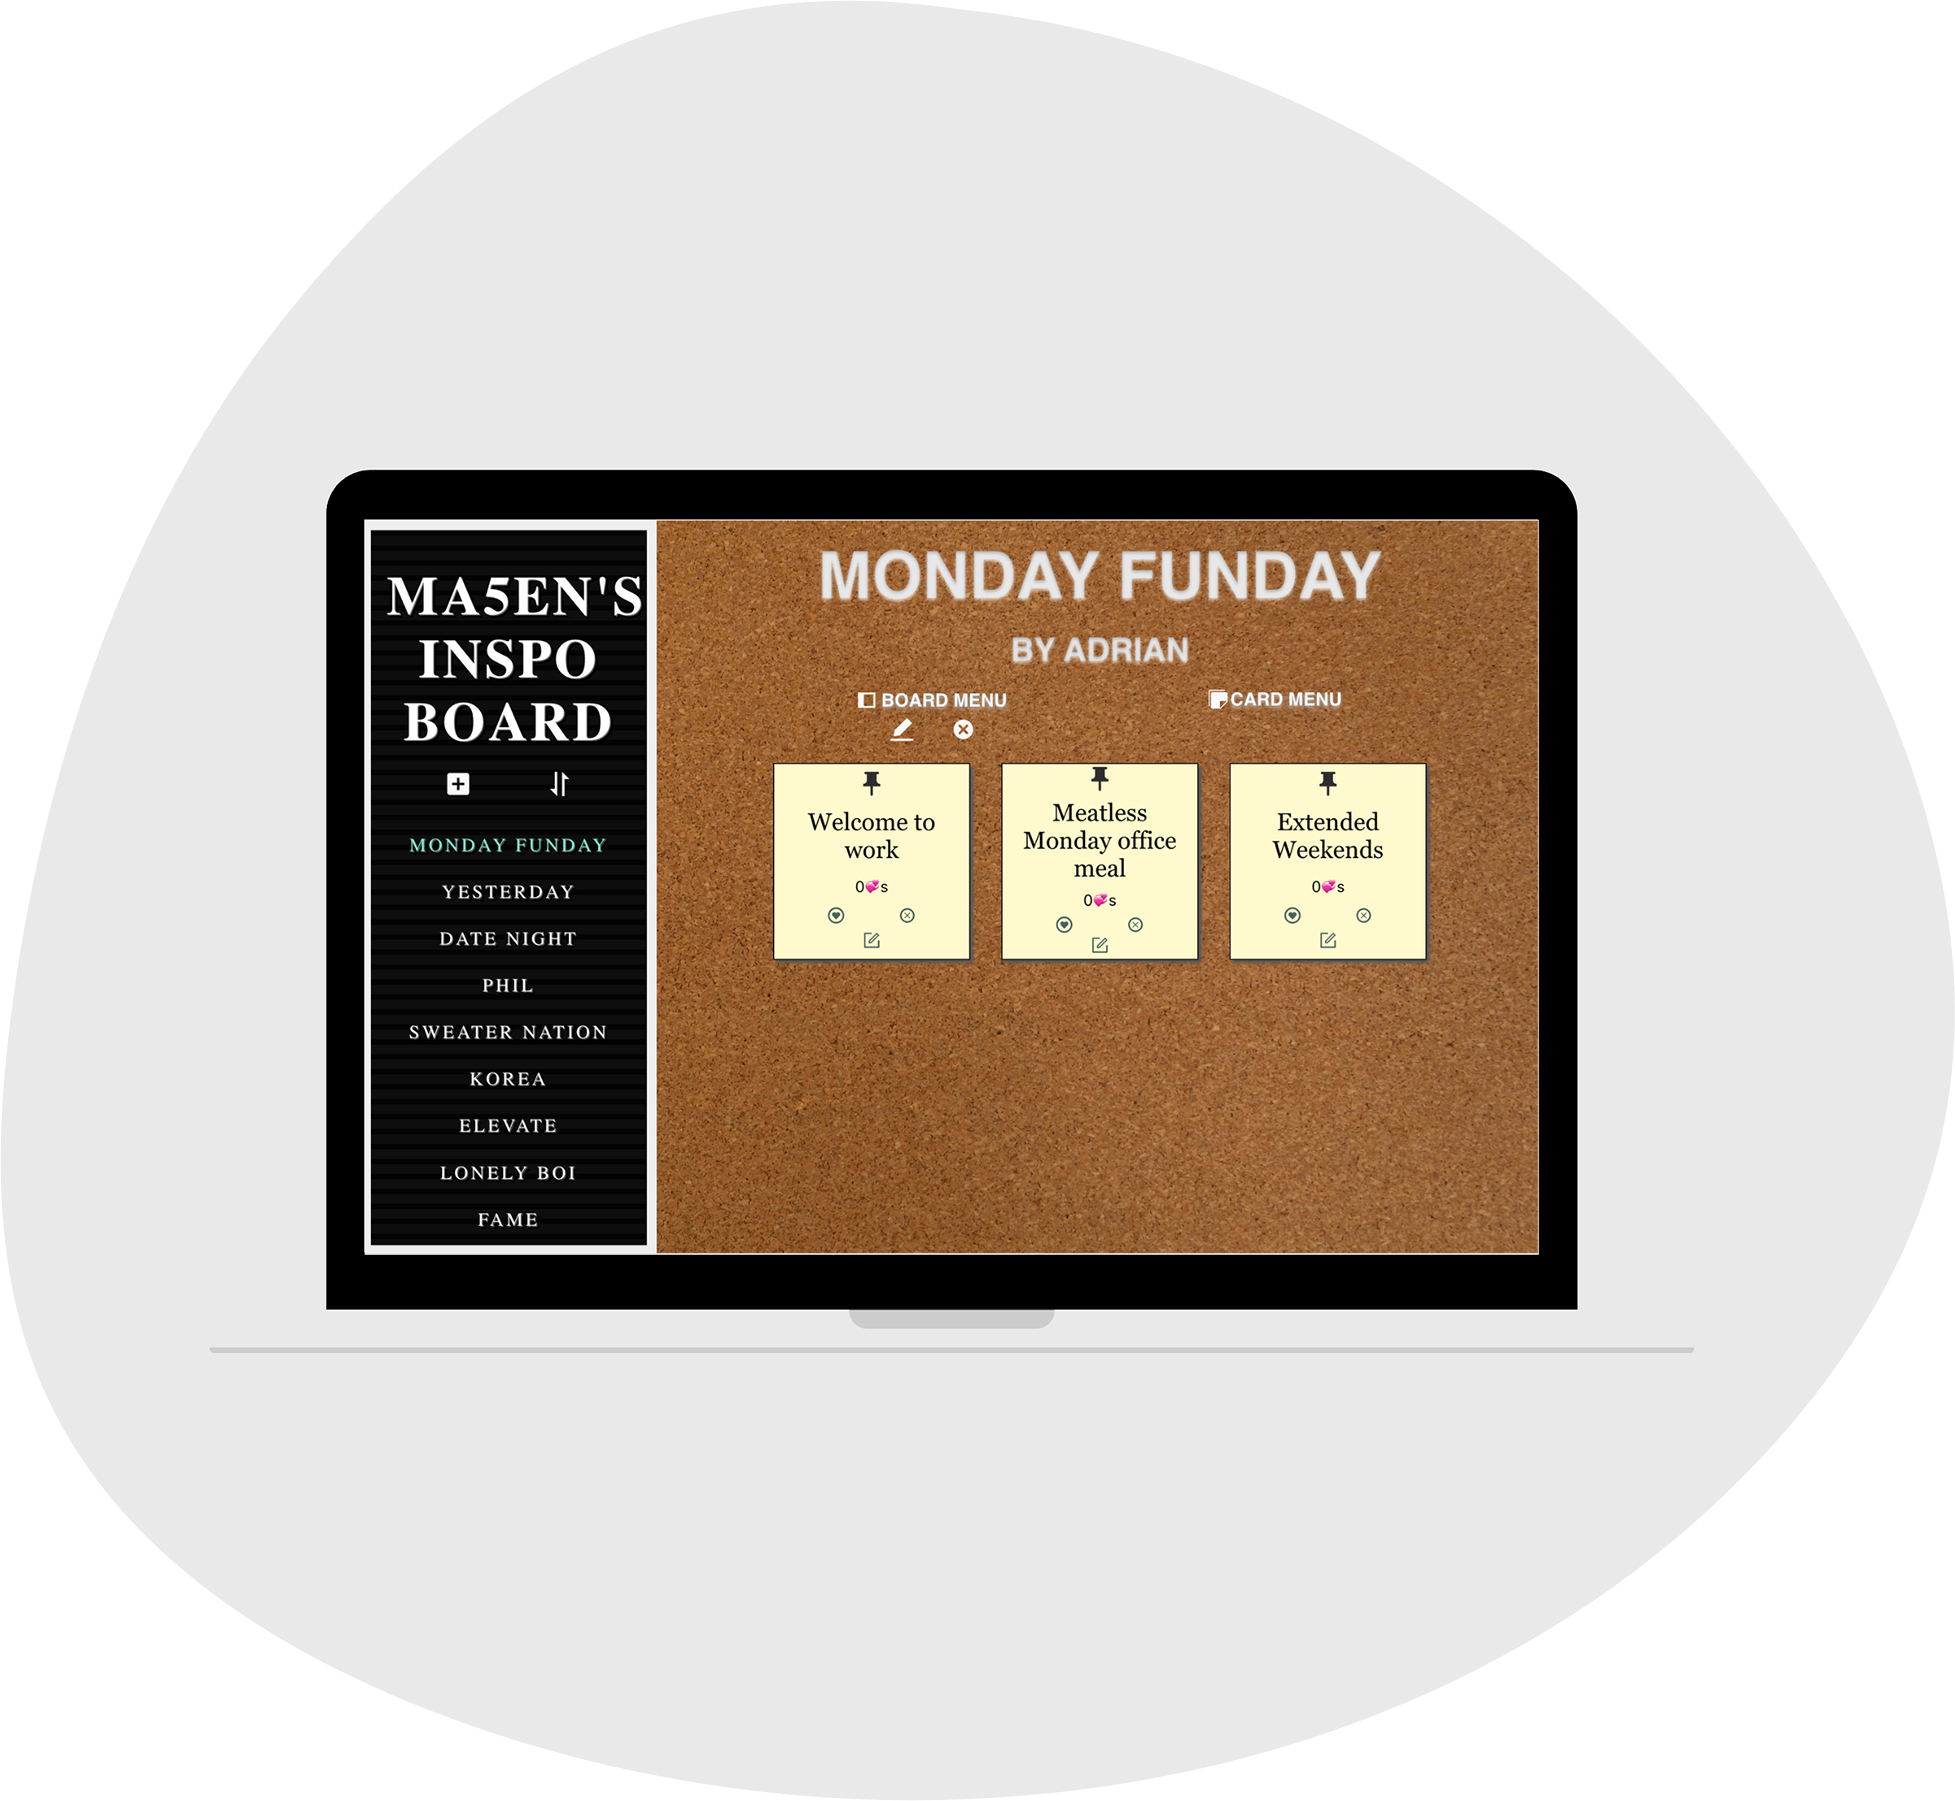 MA5EN'S
INSPO
BOARD
MONDAY FUNDAY
YESTERDAY
DATE NIGHT
PHIL
SWEATER NATION
KOREA
ELEVATE
LONELY BOI
FAME
MONDAY FUNDAY
BY ADRIAN
BOARD MENU
CARD MENU
Welcome to
work
0💞s
Meatless
Monday office
meal
0💞s
Extended
Weekends
0💞s